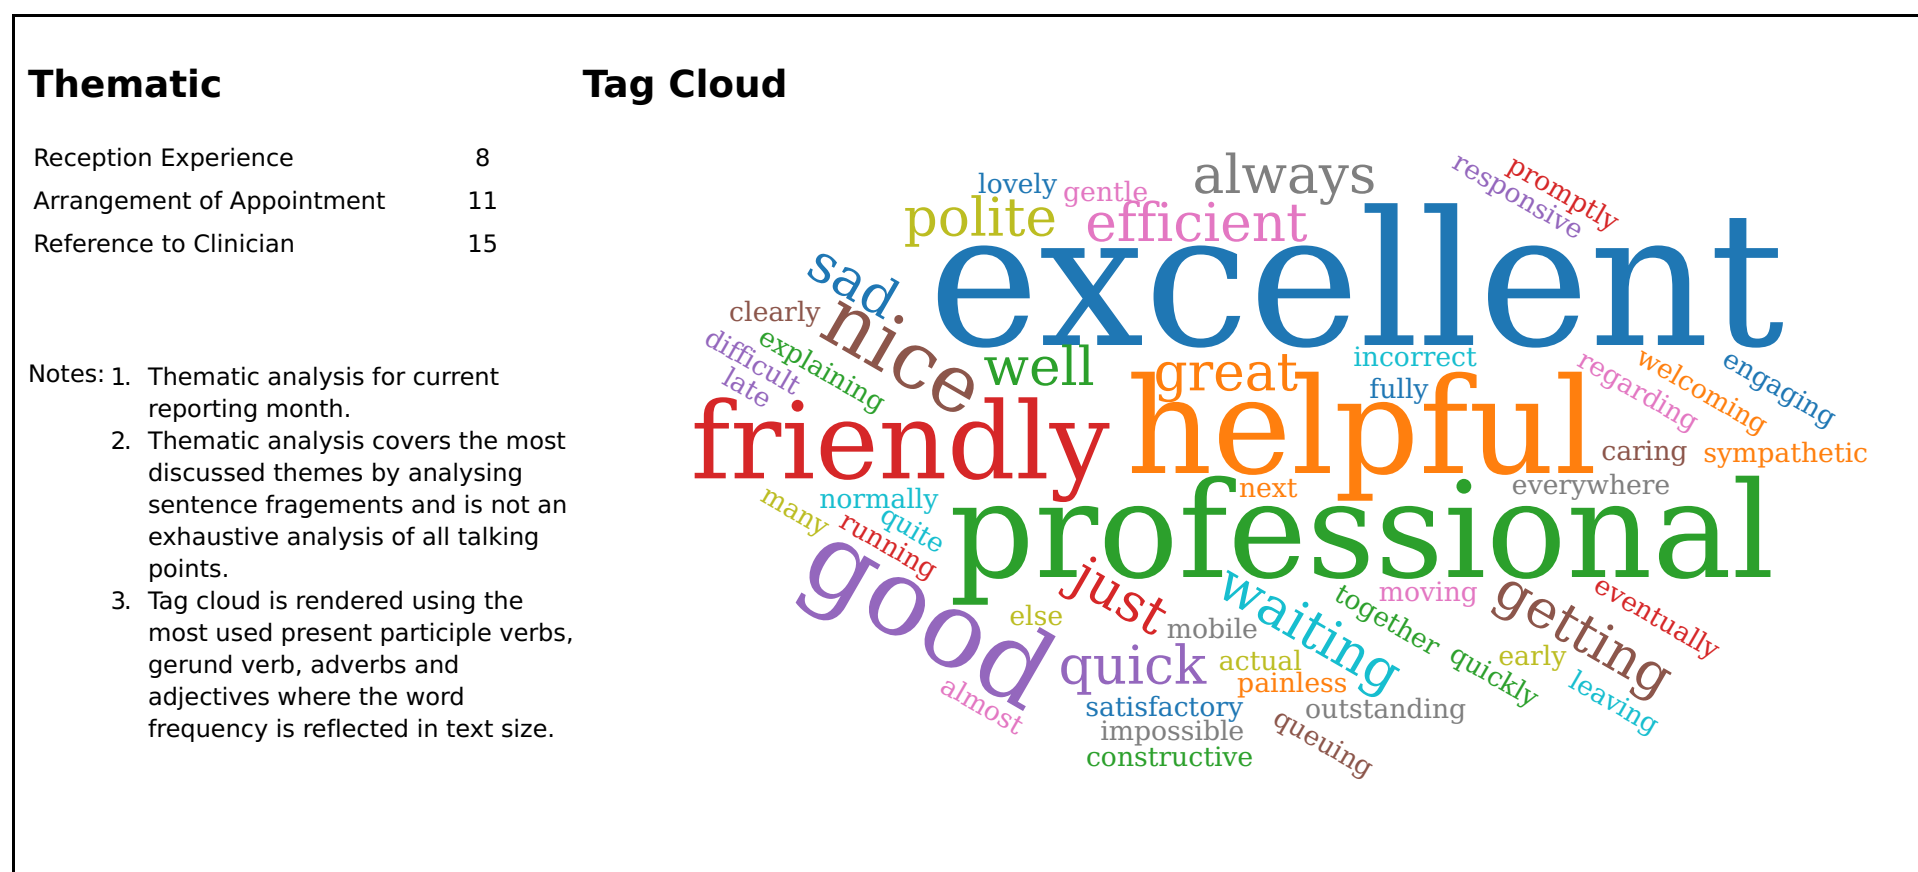 Thematic
Tag Cloud
Reception Experience 8
Arrangement of Appointment 11
Reference to Clinician 15
Notes: 1. Thematic analysis for current
reporting month.
2. Thematic analysis covers the most
discussed themes by analysing
sentence fragements and is not an
exhaustive analysis of all talking
points.
3. Tag cloud is rendered using the
most used present participle verbs,
gerund verb, adverbs and
adjectives where the word
frequency is reflected in text size.
always
promptly
responsive
lovely
gentle
polite
efficient
excellent
sad
clearly
nice
difficult
explaining
late
well
great
incorrect
fully
regarding
welcoming
engaging
friendly
helpful
caring
sympathetic
next
everywhere
many
normally
quite
running
professional
good
just
waiting
together
moving
getting
eventually
else
mobile
quick
actual
painless
early
quickly
leaving
almost
satisfactory
outstanding
impossible
queuing
constructive